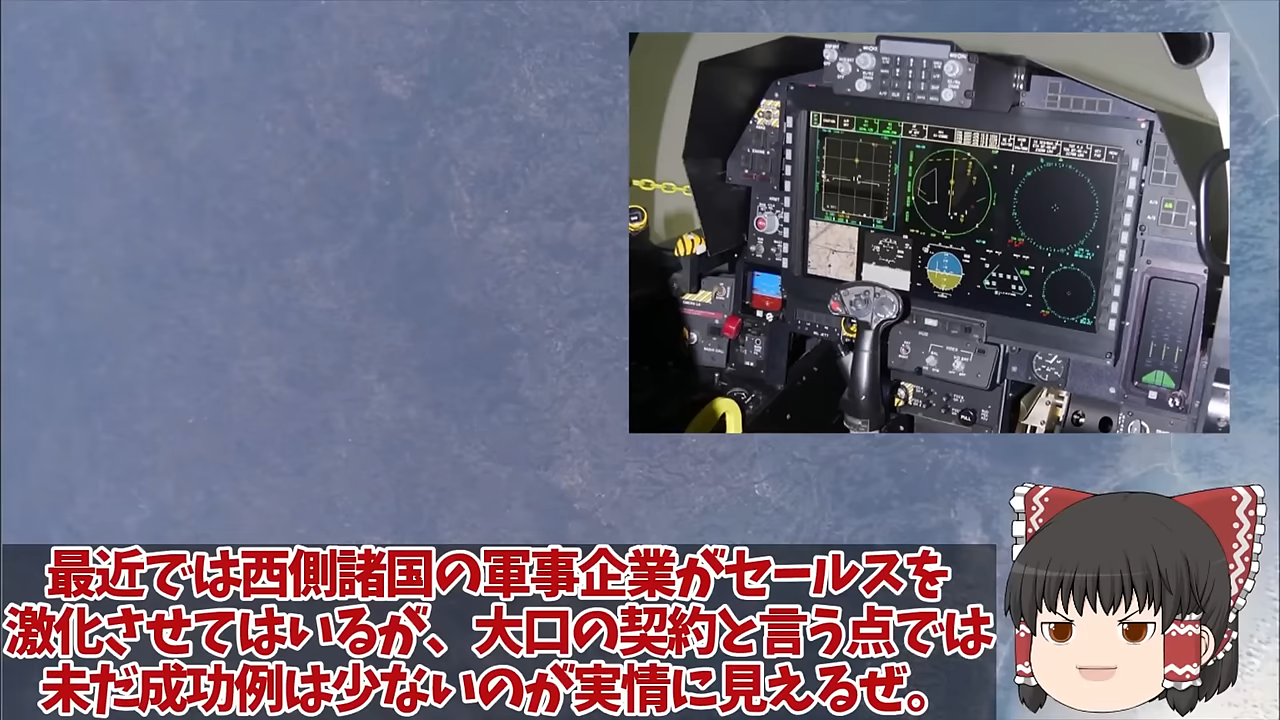 最近では西側諸国の軍事企業がセールスを
激化させてはいるが、大口の契約と言う点では
未だ成功例は少ないのが実情に見えるぜ。